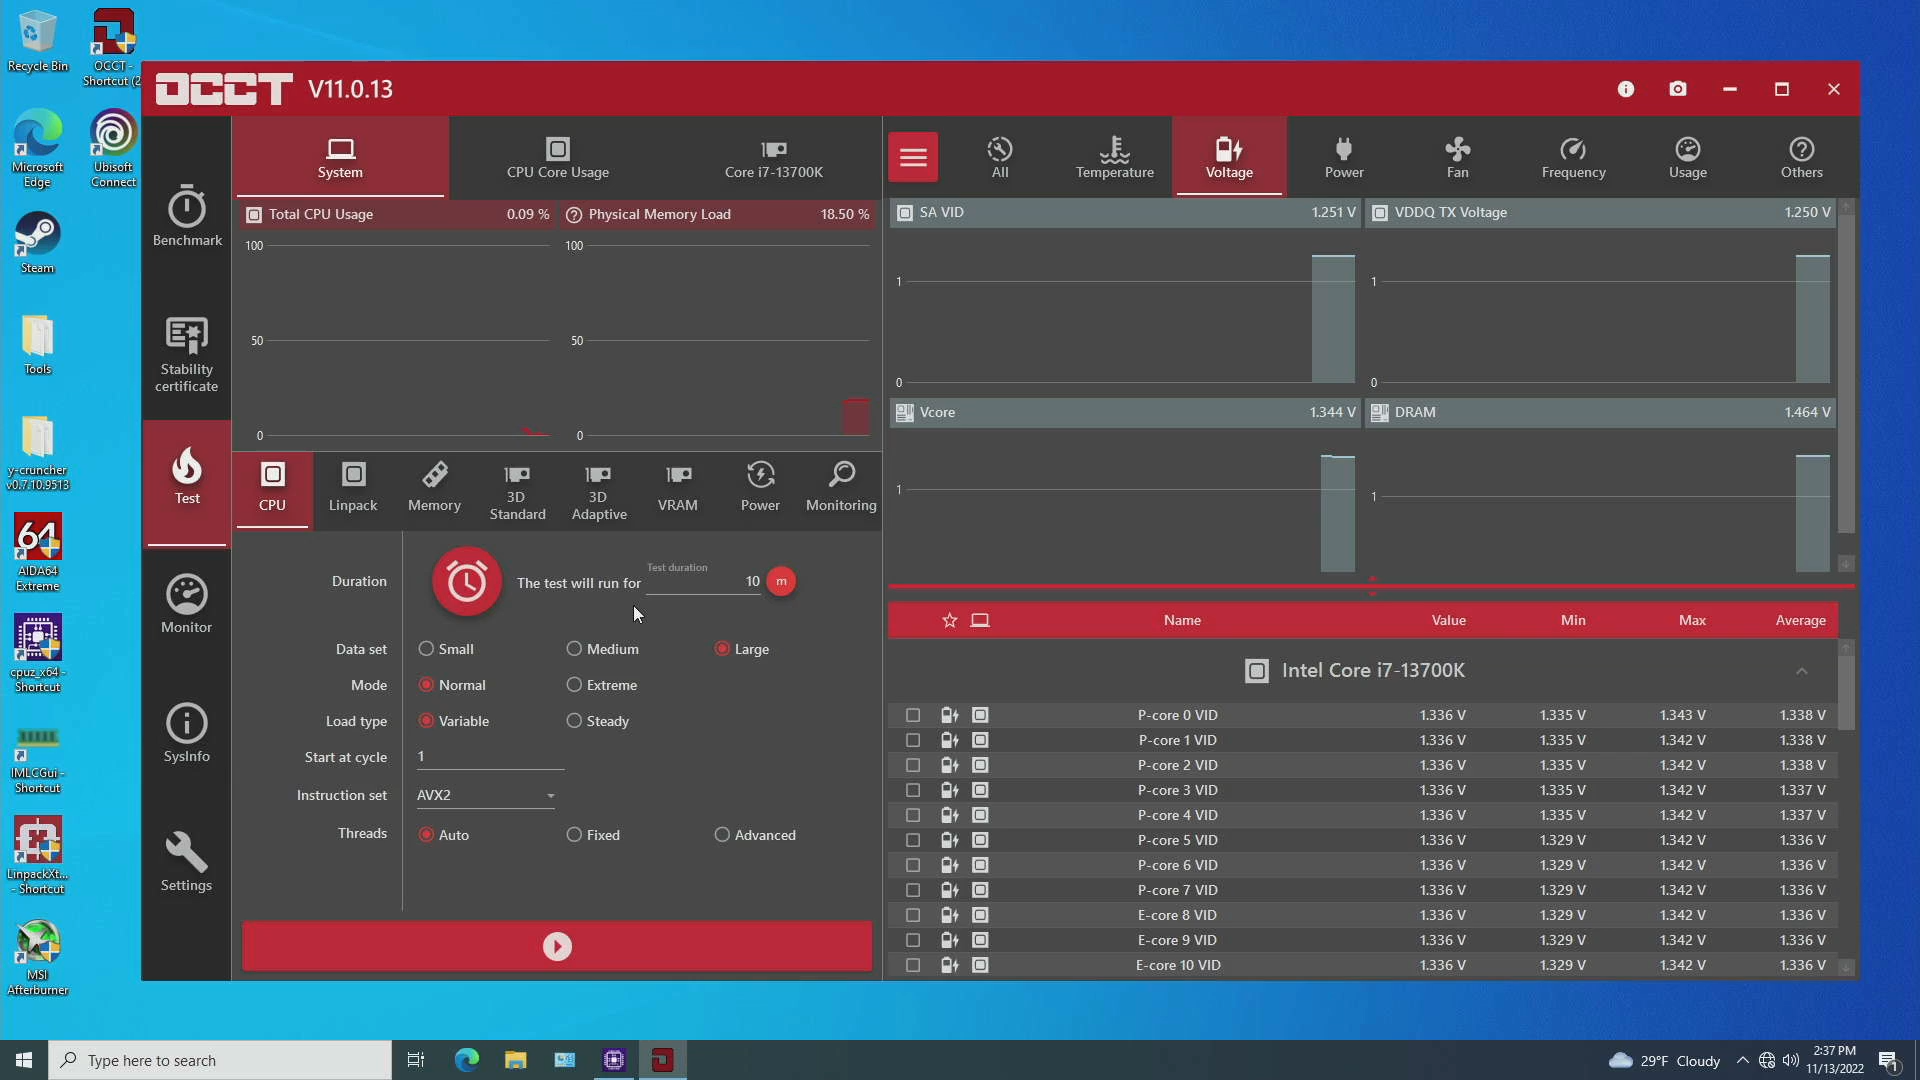 Recycle Bin
OCCT -
Shortcut (2
Microsoft
Edge
Ubisoft
Connect
Steam
Tools
y-cruncher
v0.7.10.9513
64
AIDA64
Extreme
cpuz_x64 -
Shortcut
IMLCGui -
Shortcut
LinpackXt...
- Shortcut
MSI
Afterburner
OCCT V11.0.13
Benchmark
Stability
certificate
Test
Monitor
SysInfo
Settings
System
CPU Core Usage
Core i7-13700K
Total CPU Usage 0.09 %
Physical Memory Load 18.50 %
100
50
0
100
50
0
CPU
Linpack
Memory
3D
Standard
3D
Adaptive
VRAM
Power
Monitoring
Duration
The test will run for
Test duration
10 m
Data set Small Medium Large
Mode Normal Extreme
Load type Variable Steady
Start at cycle 1
Instruction set AVX2
Threads Auto Fixed Advanced
All
Temperature
Voltage
Power
Fan
Frequency
Usage
Others
SA VID 1.251 V
1
0
VDDQ TX Voltage 1.250 V
1
0
Vcore 1.344 V
1
DRAM 1.464 V
1
Name Value Min Max Average
Intel Core i7-13700K
P-core 0 VID 1.336 V 1.335 V 1.343 V 1.338 V
P-core 1 VID 1.336 V 1.335 V 1.342 V 1.338 V
P-core 2 VID 1.336 V 1.335 V 1.342 V 1.338 V
P-core 3 VID 1.336 V 1.335 V 1.342 V 1.337 V
P-core 4 VID 1.336 V 1.335 V 1.342 V 1.337 V
P-core 5 VID 1.336 V 1.329 V 1.342 V 1.336 V
P-core 6 VID 1.336 V 1.329 V 1.342 V 1.336 V
P-core 7 VID 1.336 V 1.329 V 1.342 V 1.336 V
E-core 8 VID 1.336 V 1.329 V 1.342 V 1.336 V
E-core 9 VID 1.336 V 1.329 V 1.342 V 1.336 V
E-core 10 VID 1.336 V 1.329 V 1.342 V 1.336 V
Type here to search
29°F Cloudy
2:37 PM
11/13/2022
1